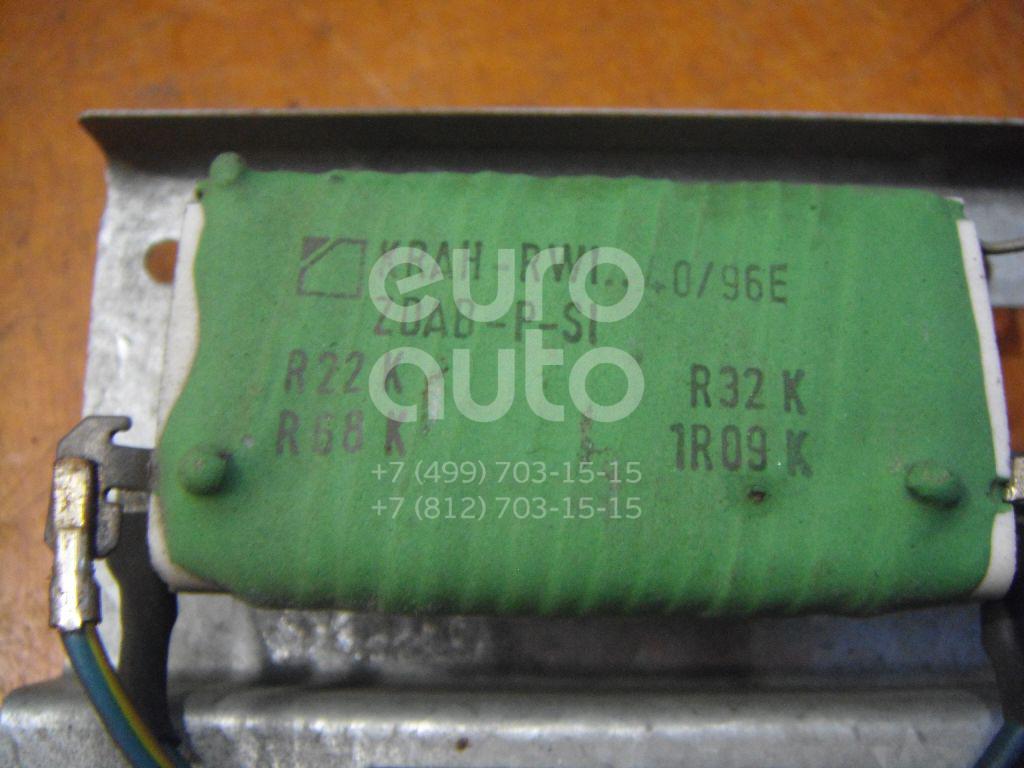 KRAH-RWI...40/96E
2DAB-P-SI
R22 K
R32 K
R68 K
1R09 K
euro
auto
+7 (499) 703-15-15
+7 (812) 703-15-15